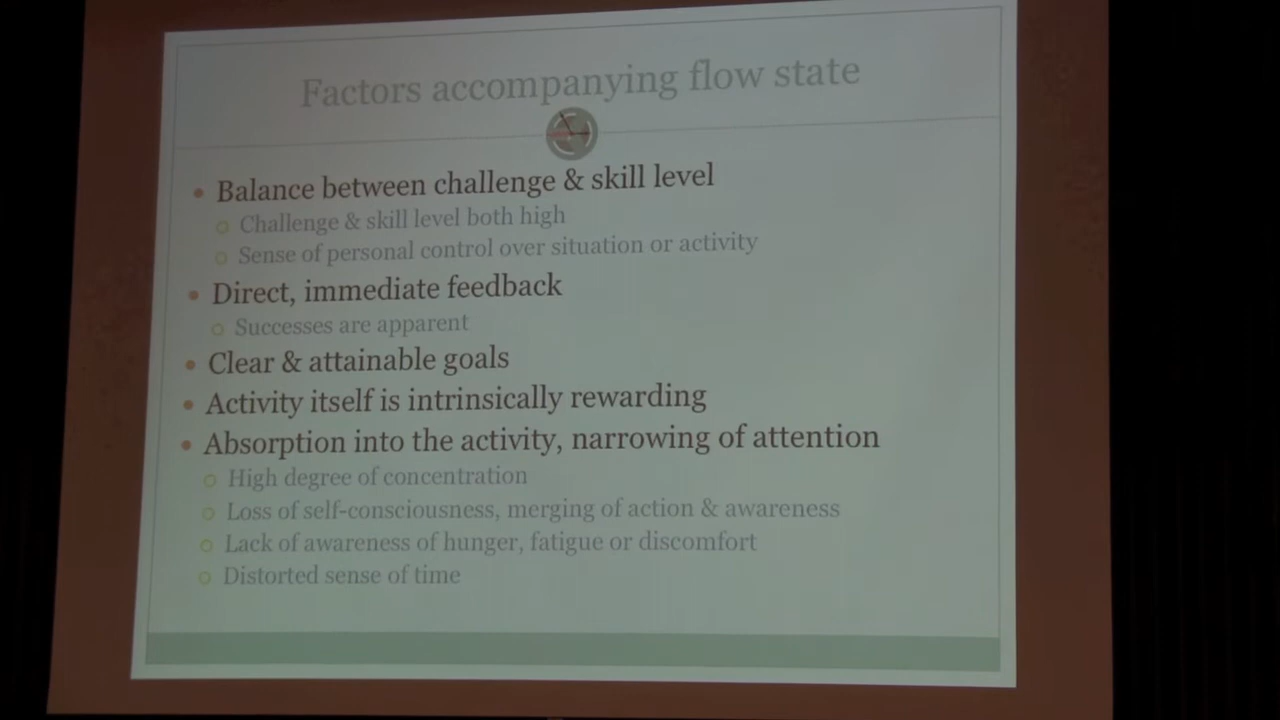 Factors accompanying flow state
Balance between challenge & skill level
Challenge & skill level both high
Sense of personal control over situation or activity
Direct, immediate feedback
Successes are apparent
Clear & attainable goals
Activity itself is intrinsically rewarding
Absorption into the activity, narrowing of attention
High degree of concentration
Loss of self-consciousness, merging of action & awareness
Lack of awareness of hunger, fatigue or discomfort
Distorted sense of time